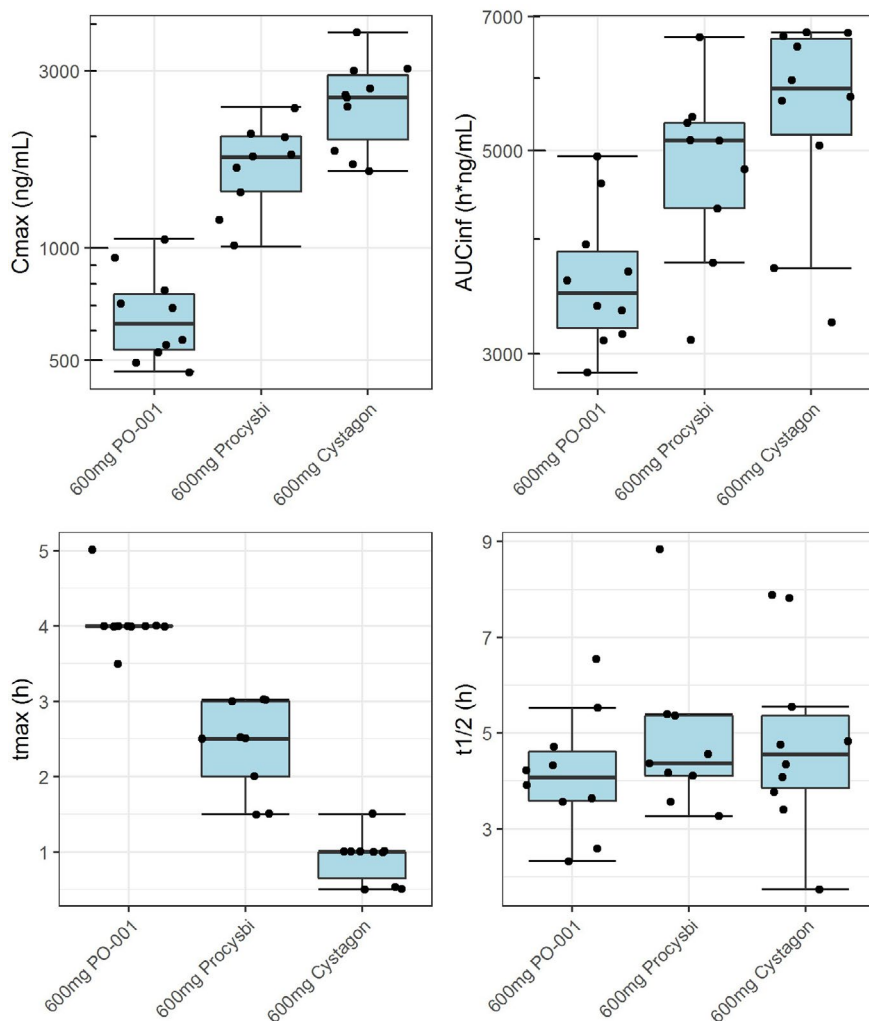 Cmax (ng/mL)
3000
1000
500
600mg PO-001
600mg Procysbi
600mg Cystagon
AUCinf (h*ng/mL)
7000
5000
3000
600mg PO-001
600mg Procysbi
600mg Cystagon
tmax (h)
5
4
3
2
1
600mg PO-001
600mg Procysbi
600mg Cystagon
t1/2 (h)
9
7
5
3
600mg PO-001
600mg Procysbi
600mg Cystagon